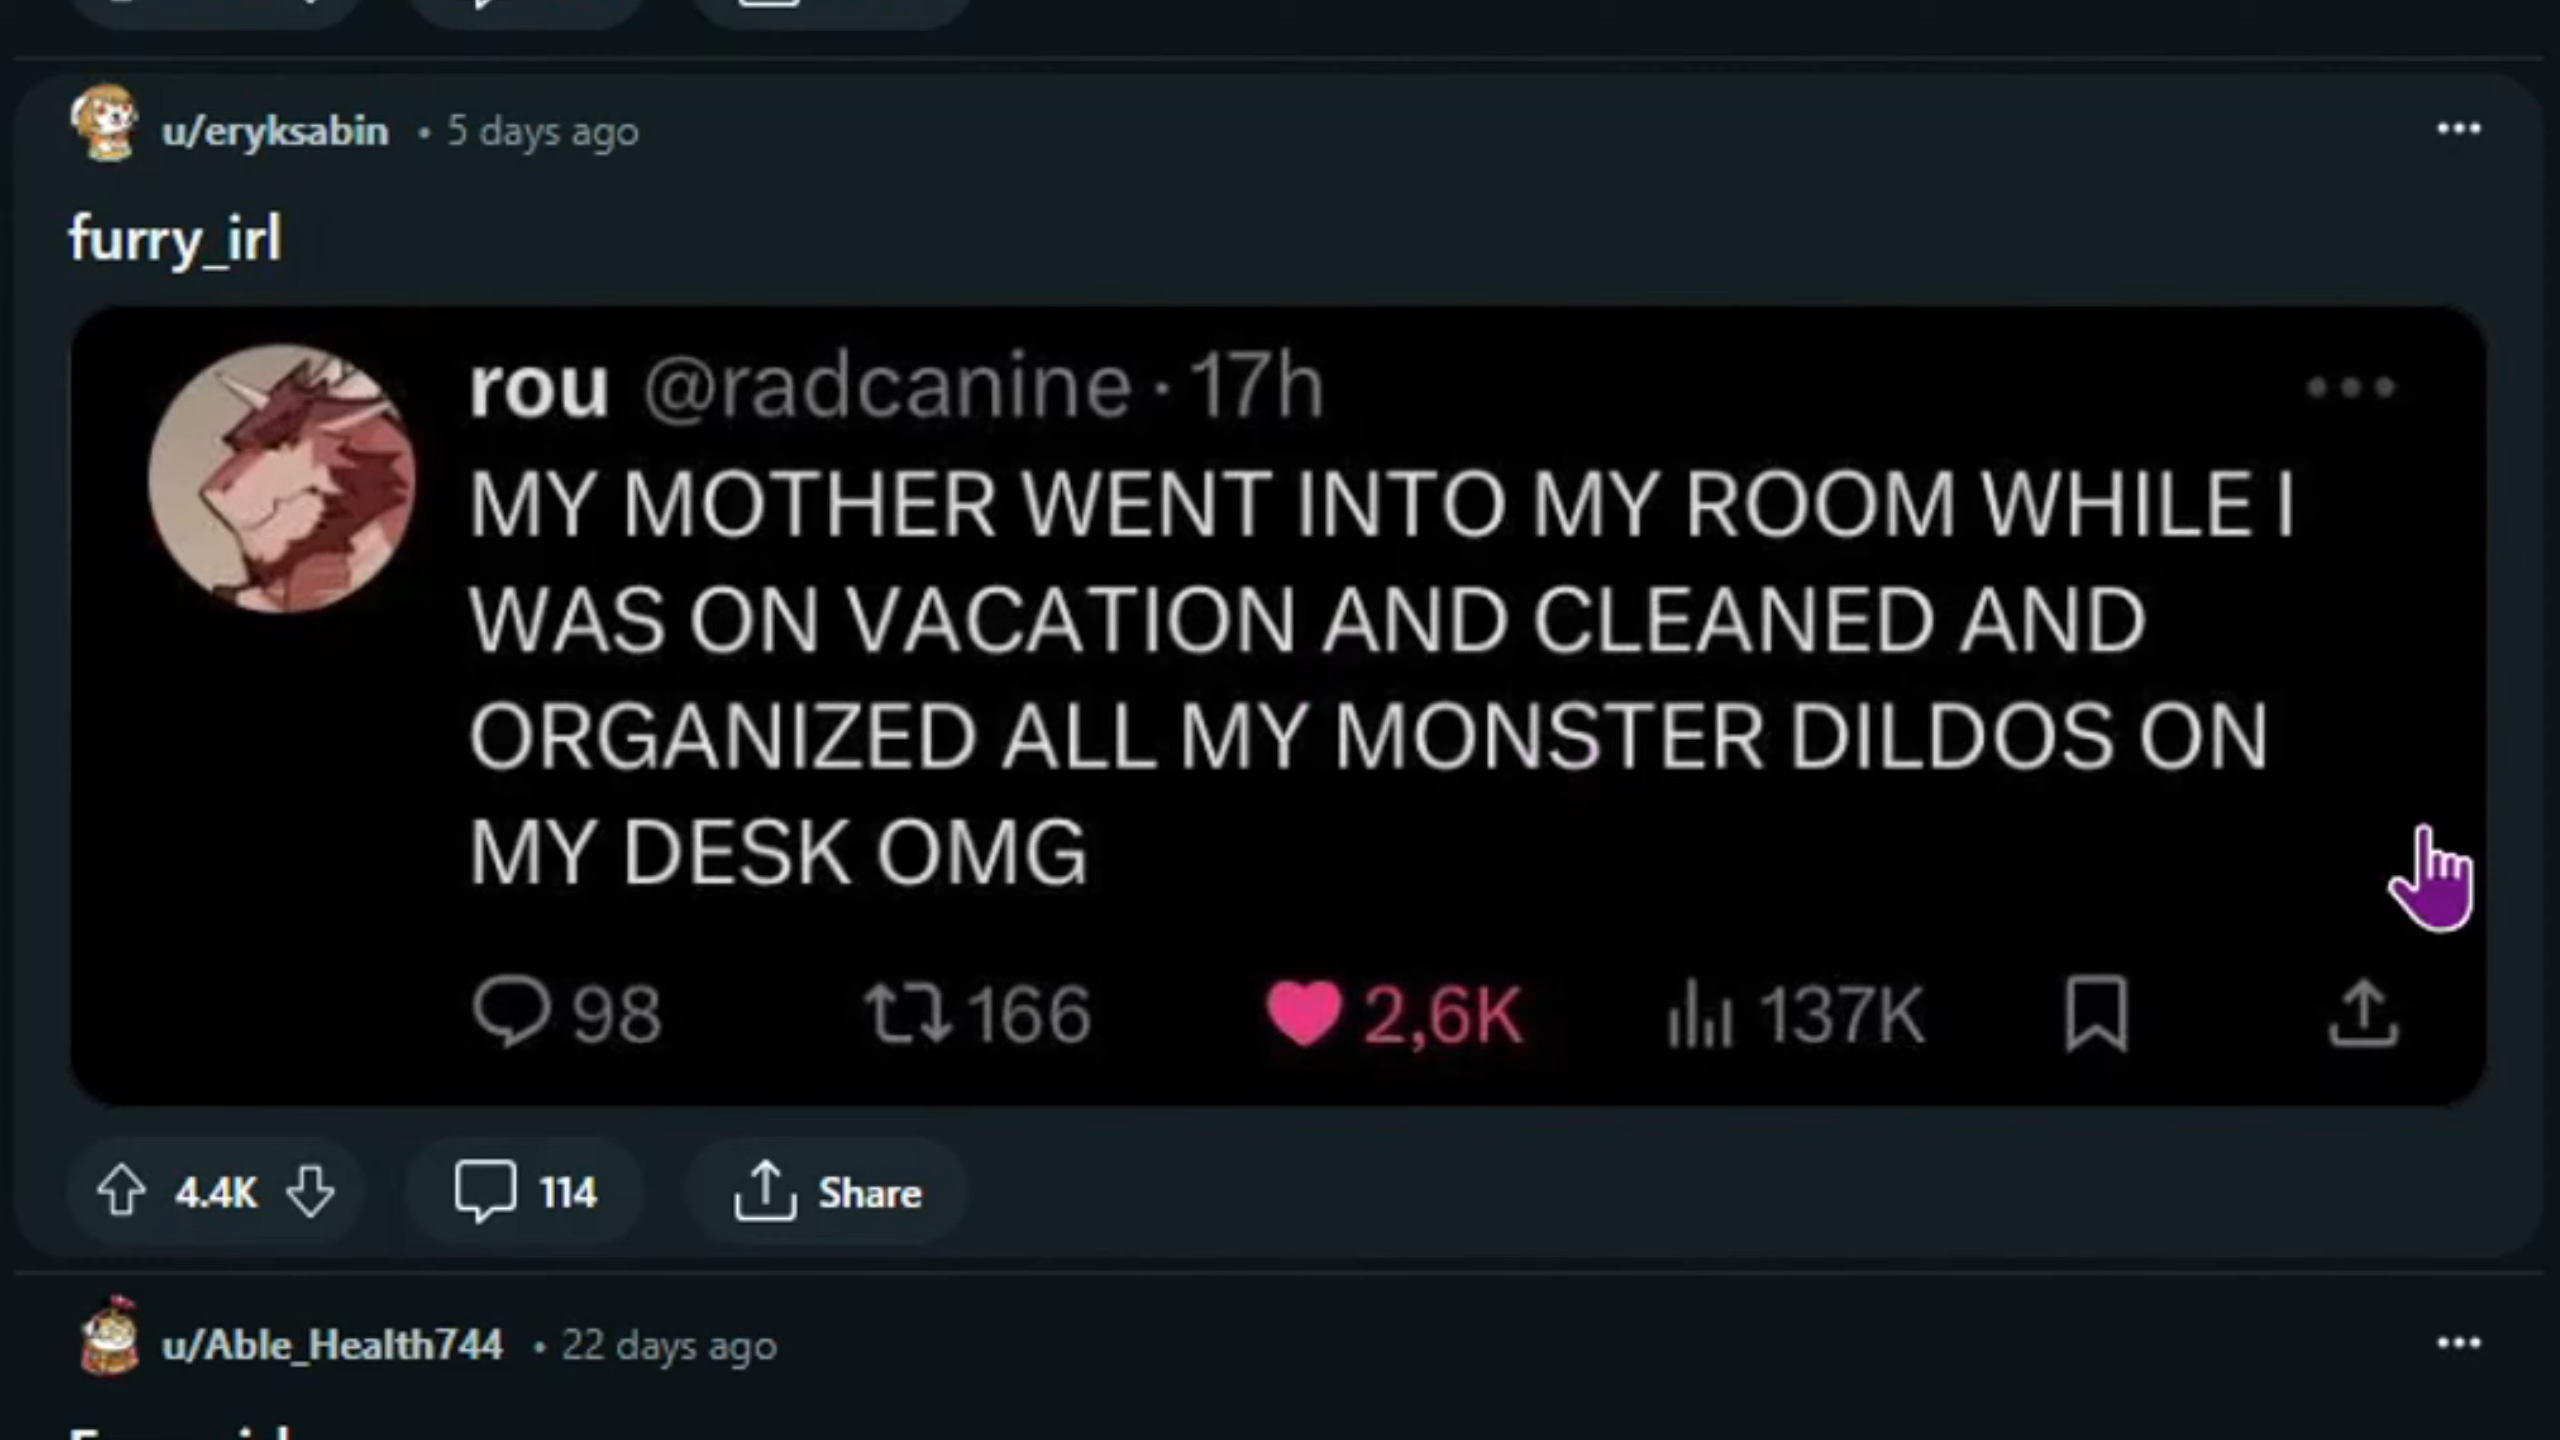 u/eryksabin • 5 days ago
furry_irl
rou @radcanine · 17h
MY MOTHER WENT INTO MY ROOM WHILE I
WAS ON VACATION AND CLEANED AND
ORGANIZED ALL MY MONSTER DILDOS ON
MY DESK OMG
98 166 2,6K 137K
4.4K 114 Share
u/Able_Health744 • 22 days ago